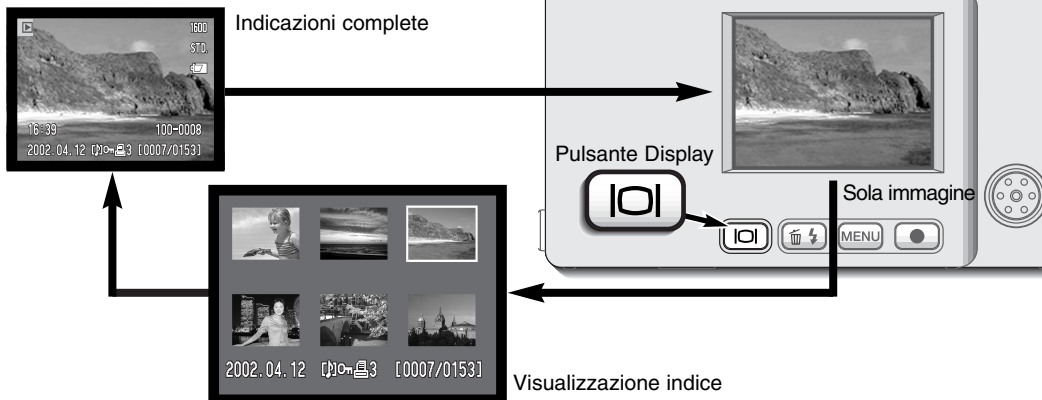 Indicazioni complete
1600
STD.
16:39
100-0008
2002.04.12 3 [0007/0153]
Pulsante Display
Sola immagine
MENU
2002.04.12 3 [0007/0153]
Visualizzazione indice